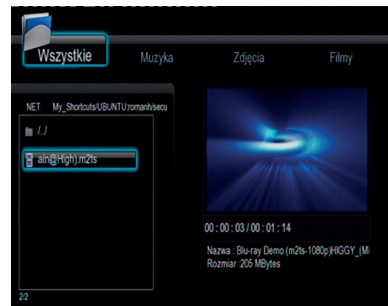 Wszystkie Muzyka Zdjęcia Filmy
NET My_Shortcuts/UBUNTU:romanh/secu
/../
ain@High).m2ts
00 : 00 : 03 / 00 : 01 : 14
Nazwa : Blu-ray Demo (m2ts-1080p)HIGGY_(Mi
Rozmiar :205 MBytes
2/2